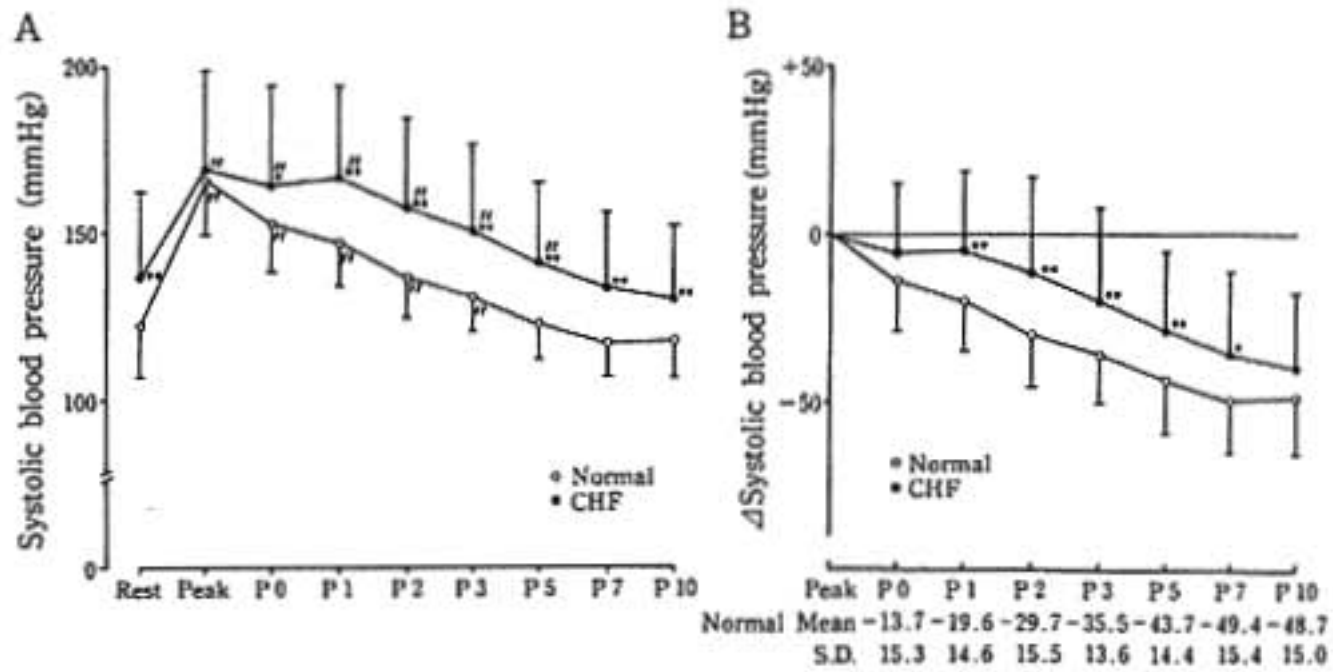 A
Systolic blood pressure (mmHg)
200
150
100
0
Normal
CHF
Rest Peak P0 P1 P2 P3 P5 P7 P10
B
⊿Systolic blood pressure (mmHg)
+50
0
−50
Normal
CHF
Peak P0 P1 P2 P3 P5 P7 P10
Normal Mean −13.7 −19.6 −29.7 −35.5 −43.7 −49.4 −48.7
S.D. 15.3 14.6 15.5 13.6 14.4 15.4 15.0